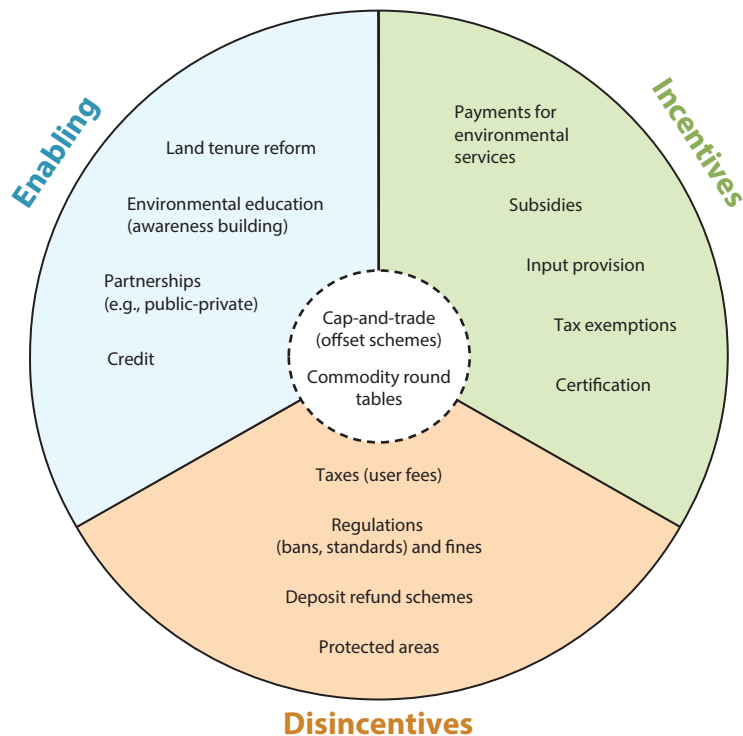 Enabling
Land tenure reform
Environmental education
(awareness building)
Partnerships
(e.g., public-private)
Credit
Incentives
Payments for
environmental
services
Subsidies
Input provision
Tax exemptions
Certification
Cap-and-trade
(offset schemes)
Commodity round
tables
Taxes (user fees)
Regulations
(bans, standards) and fines
Deposit refund schemes
Protected areas
Disincentives